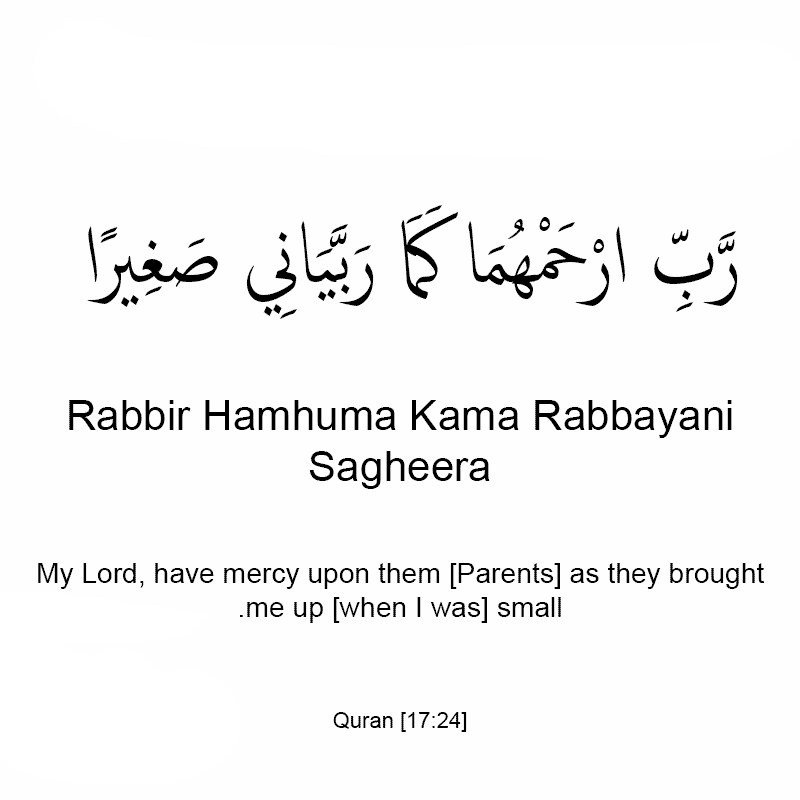 رَّبِّ ارْحَمْهُمَا كَمَا رَبَّيَانِي صَغِيرًا
Rabbir Hamhuma Kama Rabbayani
Sagheera
My Lord, have mercy upon them [Parents] as they brought
.me up [when I was] small
Quran [17:24]